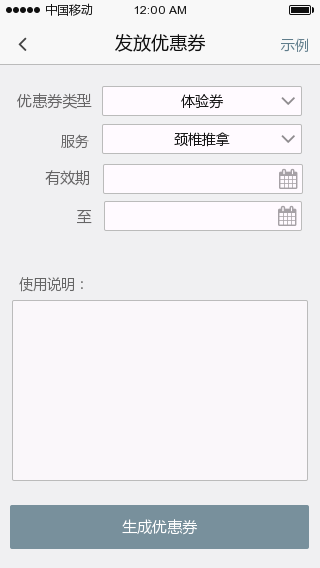 中国移动 12:00 AM
发放优惠券 示例
优惠券类型 体验券
服务 颈椎推拿
有效期
至
使用说明：
生成优惠券